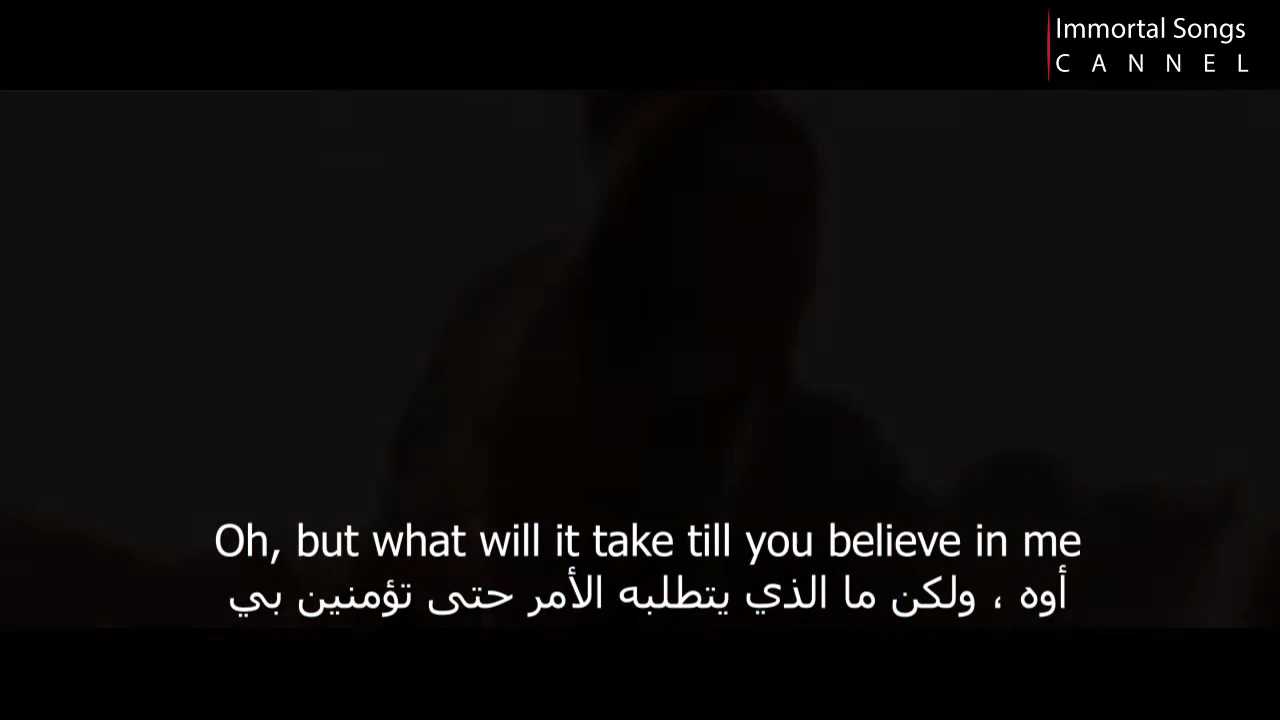 Immortal Songs
C A N N E L
Oh, but what will it take till you believe in me
أوه ، ولكن ما الذي يتطلبه الأمر حتى تؤمنين بي